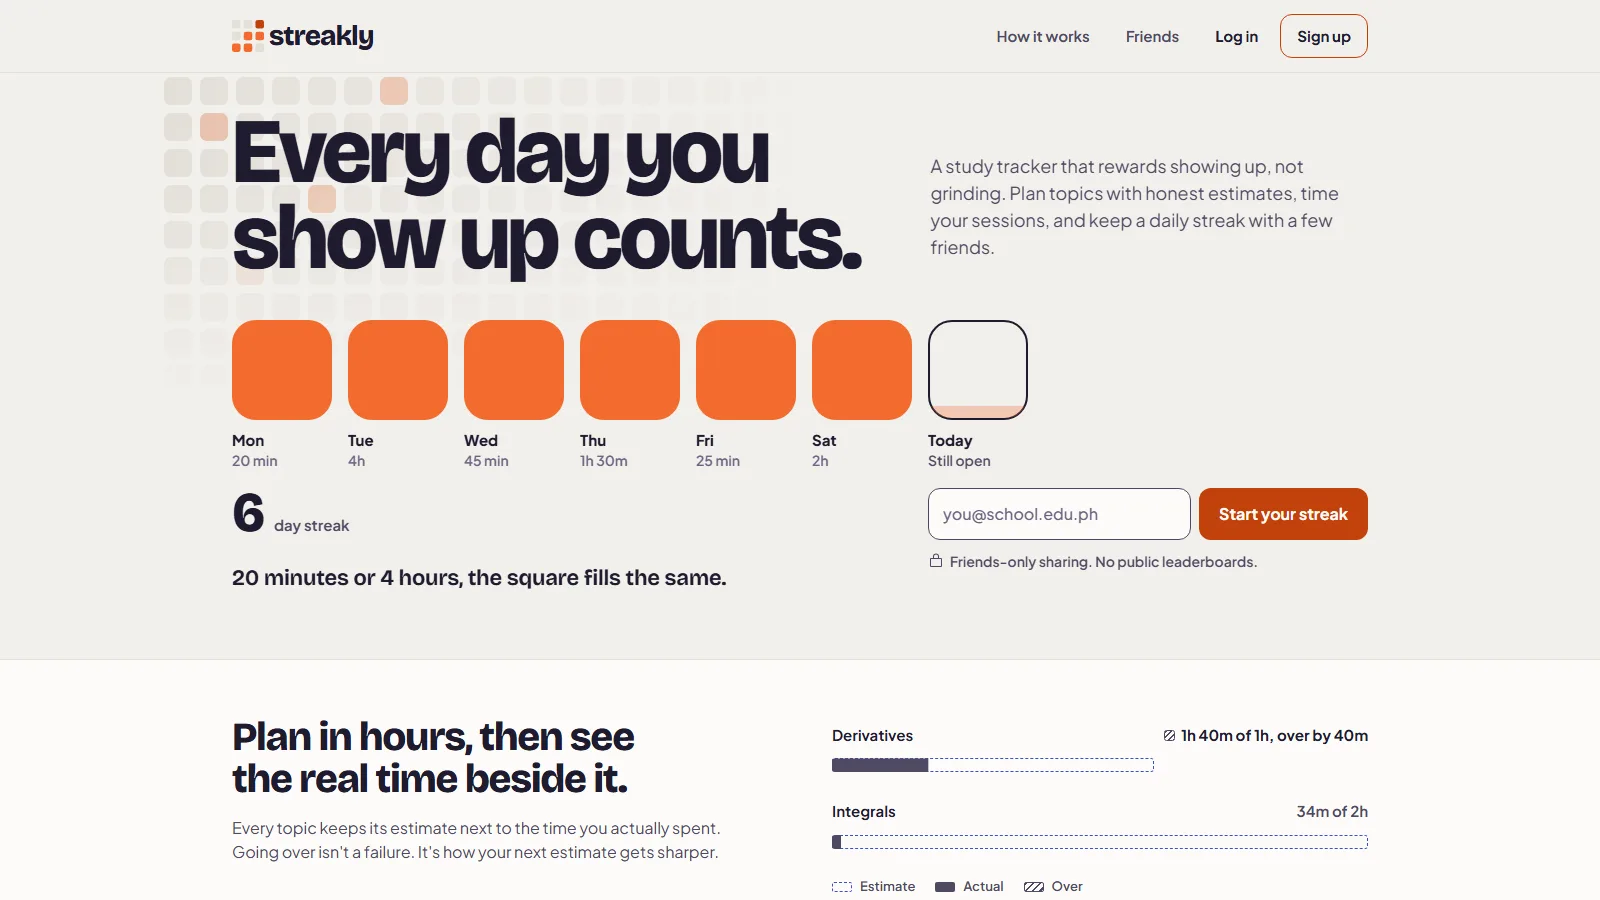 streakly
How it works
Friends
Log in
Sign up
Every day you
show up counts.
A study tracker that rewards showing up, not
grinding. Plan topics with honest estimates, time
your sessions, and keep a daily streak with a few
friends.
Mon
20 min
Tue
4h
Wed
45 min
Thu
1h 30m
Fri
25 min
Sat
2h
Today
Still open
6 day streak
20 minutes or 4 hours, the square fills the same.
you@school.edu.ph
Start your streak
Friends-only sharing. No public leaderboards.
Plan in hours, then see
the real time beside it.
Every topic keeps its estimate next to the time you actually spent.
Going over isn't a failure. It's how your next estimate gets sharper.
Derivatives
1h 40m of 1h, over by 40m
Integrals
34m of 2h
Estimate
Actual
Over